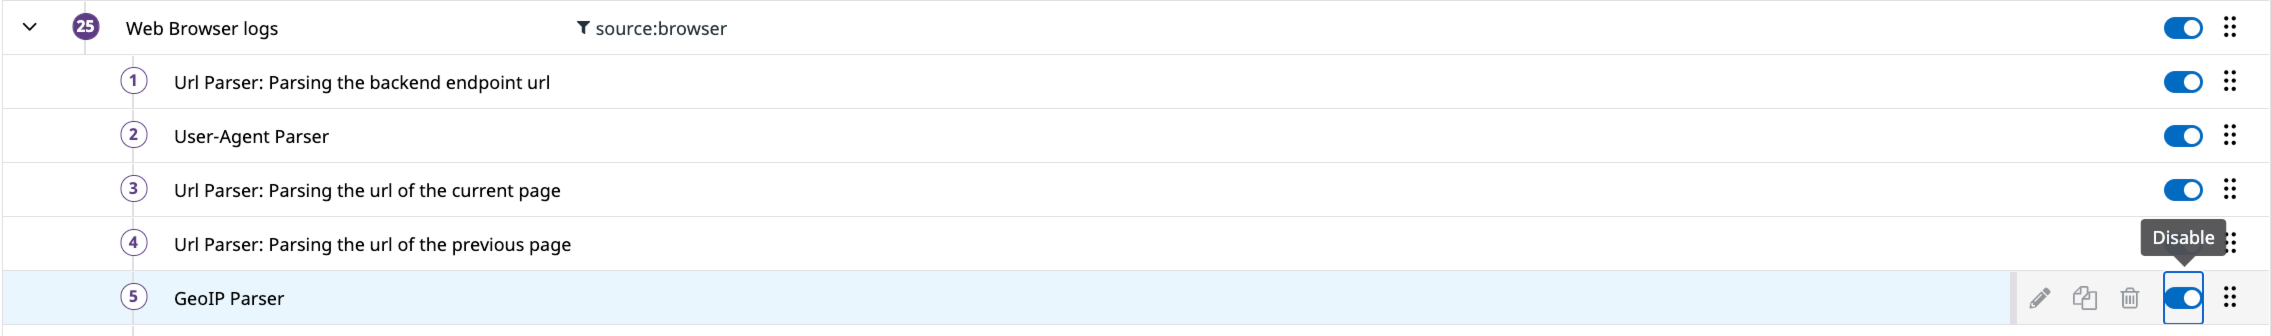 25 Web Browser logs source:browser
1 Url Parser: Parsing the backend endpoint url
2 User-Agent Parser
3 Url Parser: Parsing the url of the current page
4 Url Parser: Parsing the url of the previous page
Disable
5 GeoIP Parser